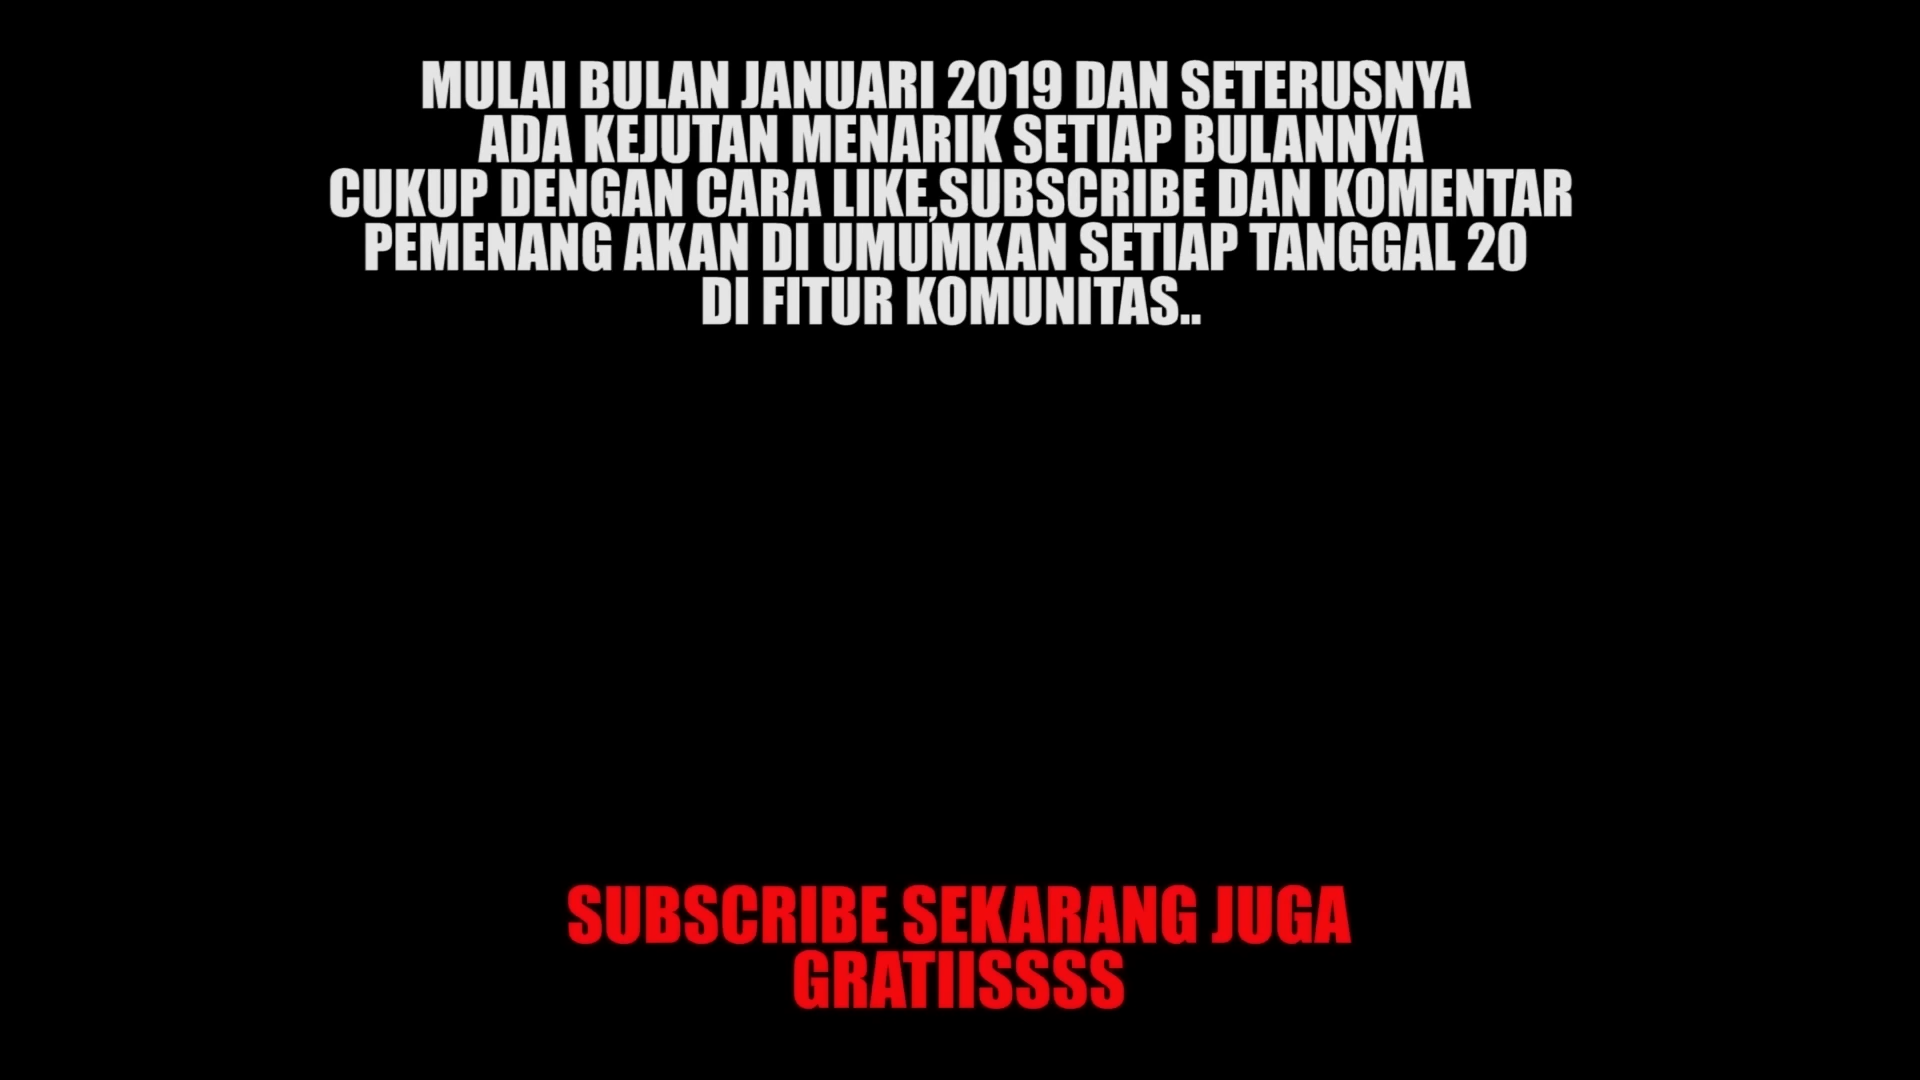 MULAI BULAN JANUARI 2019 DAN SETERUSNYA
ADA KEJUTAN MENARIK SETIAP BULANNYA
CUKUP DENGAN CARA LIKE,SUBSCRIBE DAN KOMENTAR
PEMENANG AKAN DI UMUMKAN SETIAP TANGGAL 20
DI FITUR KOMUNITAS..
SUBSCRIBE SEKARANG JUGA
GRATIISSSS